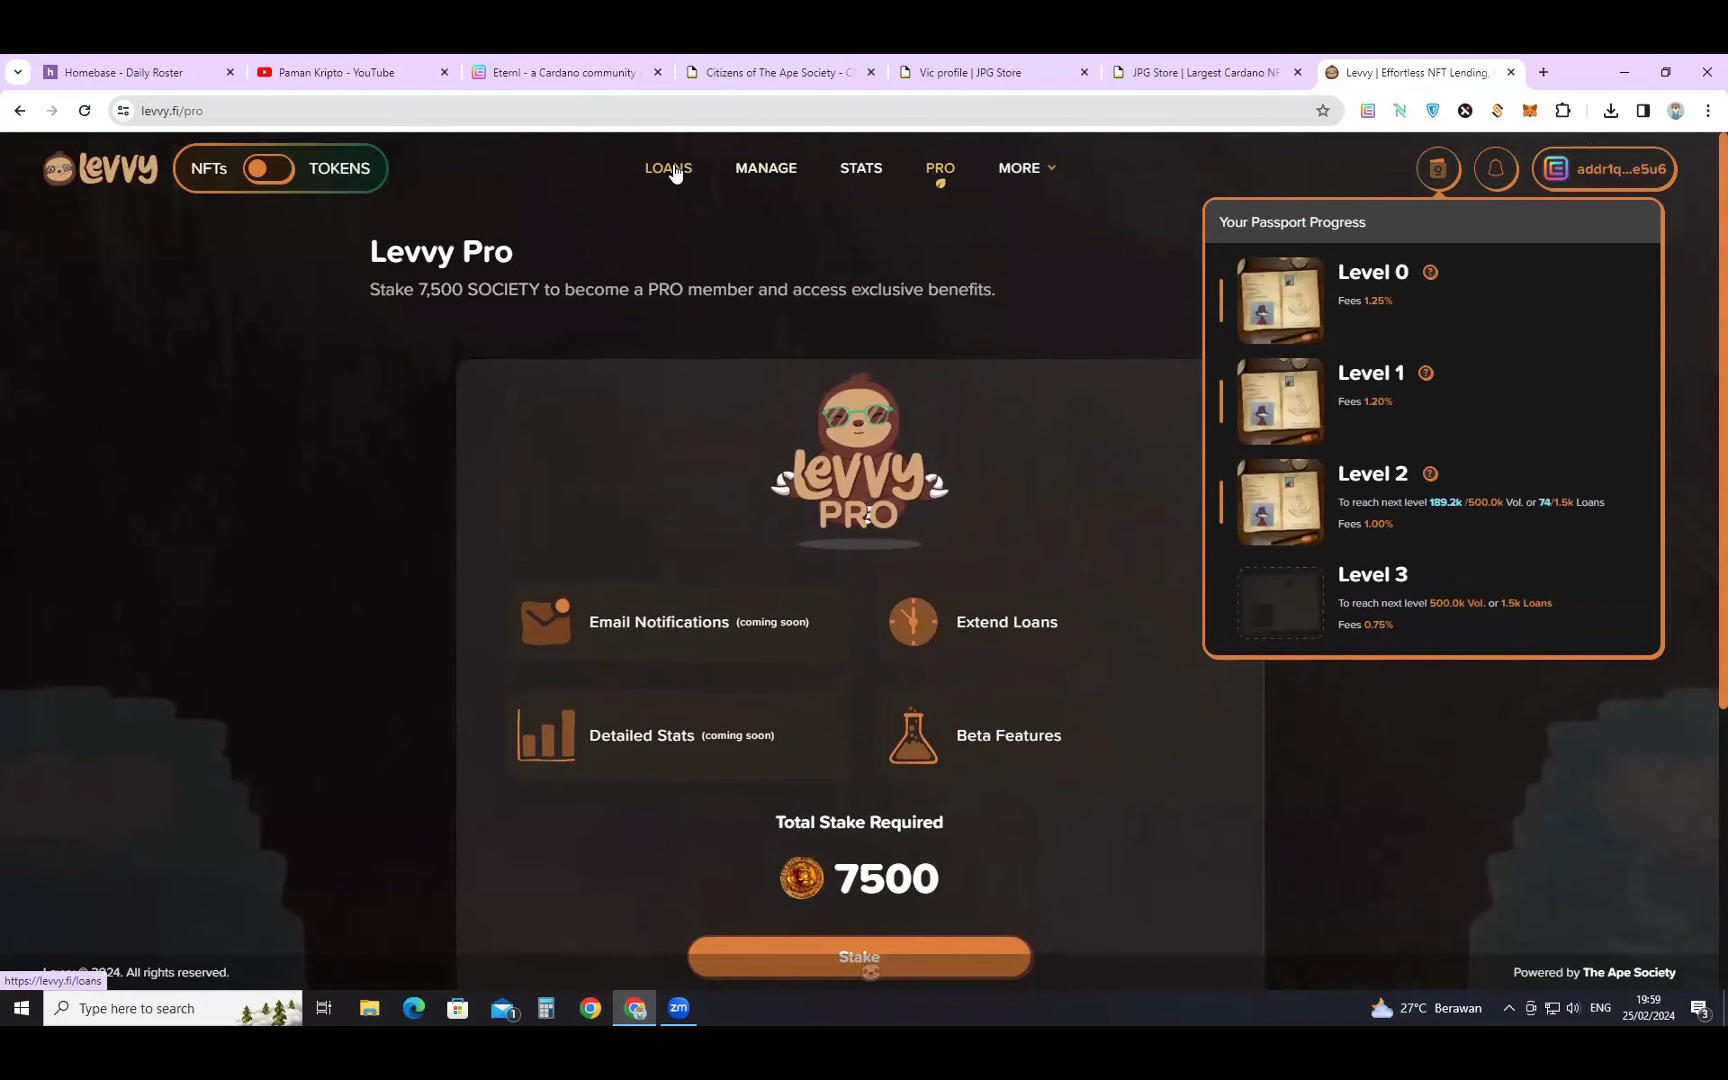 Homebase - Daily Roster
Paman Kripto - YouTube
Eternl - a Cardano community
Citizens of The Ape Society - C
Vic profile | JPG Store
JPG Store | Largest Cardano NF
Levvy | Effortless NFT Lending,
levvy.fi/pro
levvy
NFTs
TOKENS
LOANS
MANAGE
STATS
PRO
MORE
addr1q...e5u6
Your Passport Progress
Levvy Pro
Stake 7,500 SOCIETY to become a PRO member and access exclusive benefits.
Level 0
Fees 1.25%
Level 1
Fees 1.20%
Level 2
To reach next level 189.2k /500.0k Vol. or 74/1.5k Loans
Fees 1.00%
Level 3
To reach next level 500.0k Vol. or 1.5k Loans
Fees 0.75%
levvy
PRO
Email Notifications (coming soon)
Extend Loans
Detailed Stats (coming soon)
Beta Features
Total Stake Required
7500
Stake
2024. All rights reserved.
Powered by The Ape Society
https://levvy.fi/loans
Type here to search
1
zm
27°C Berawan
ENG
19:59
25/02/2024
3